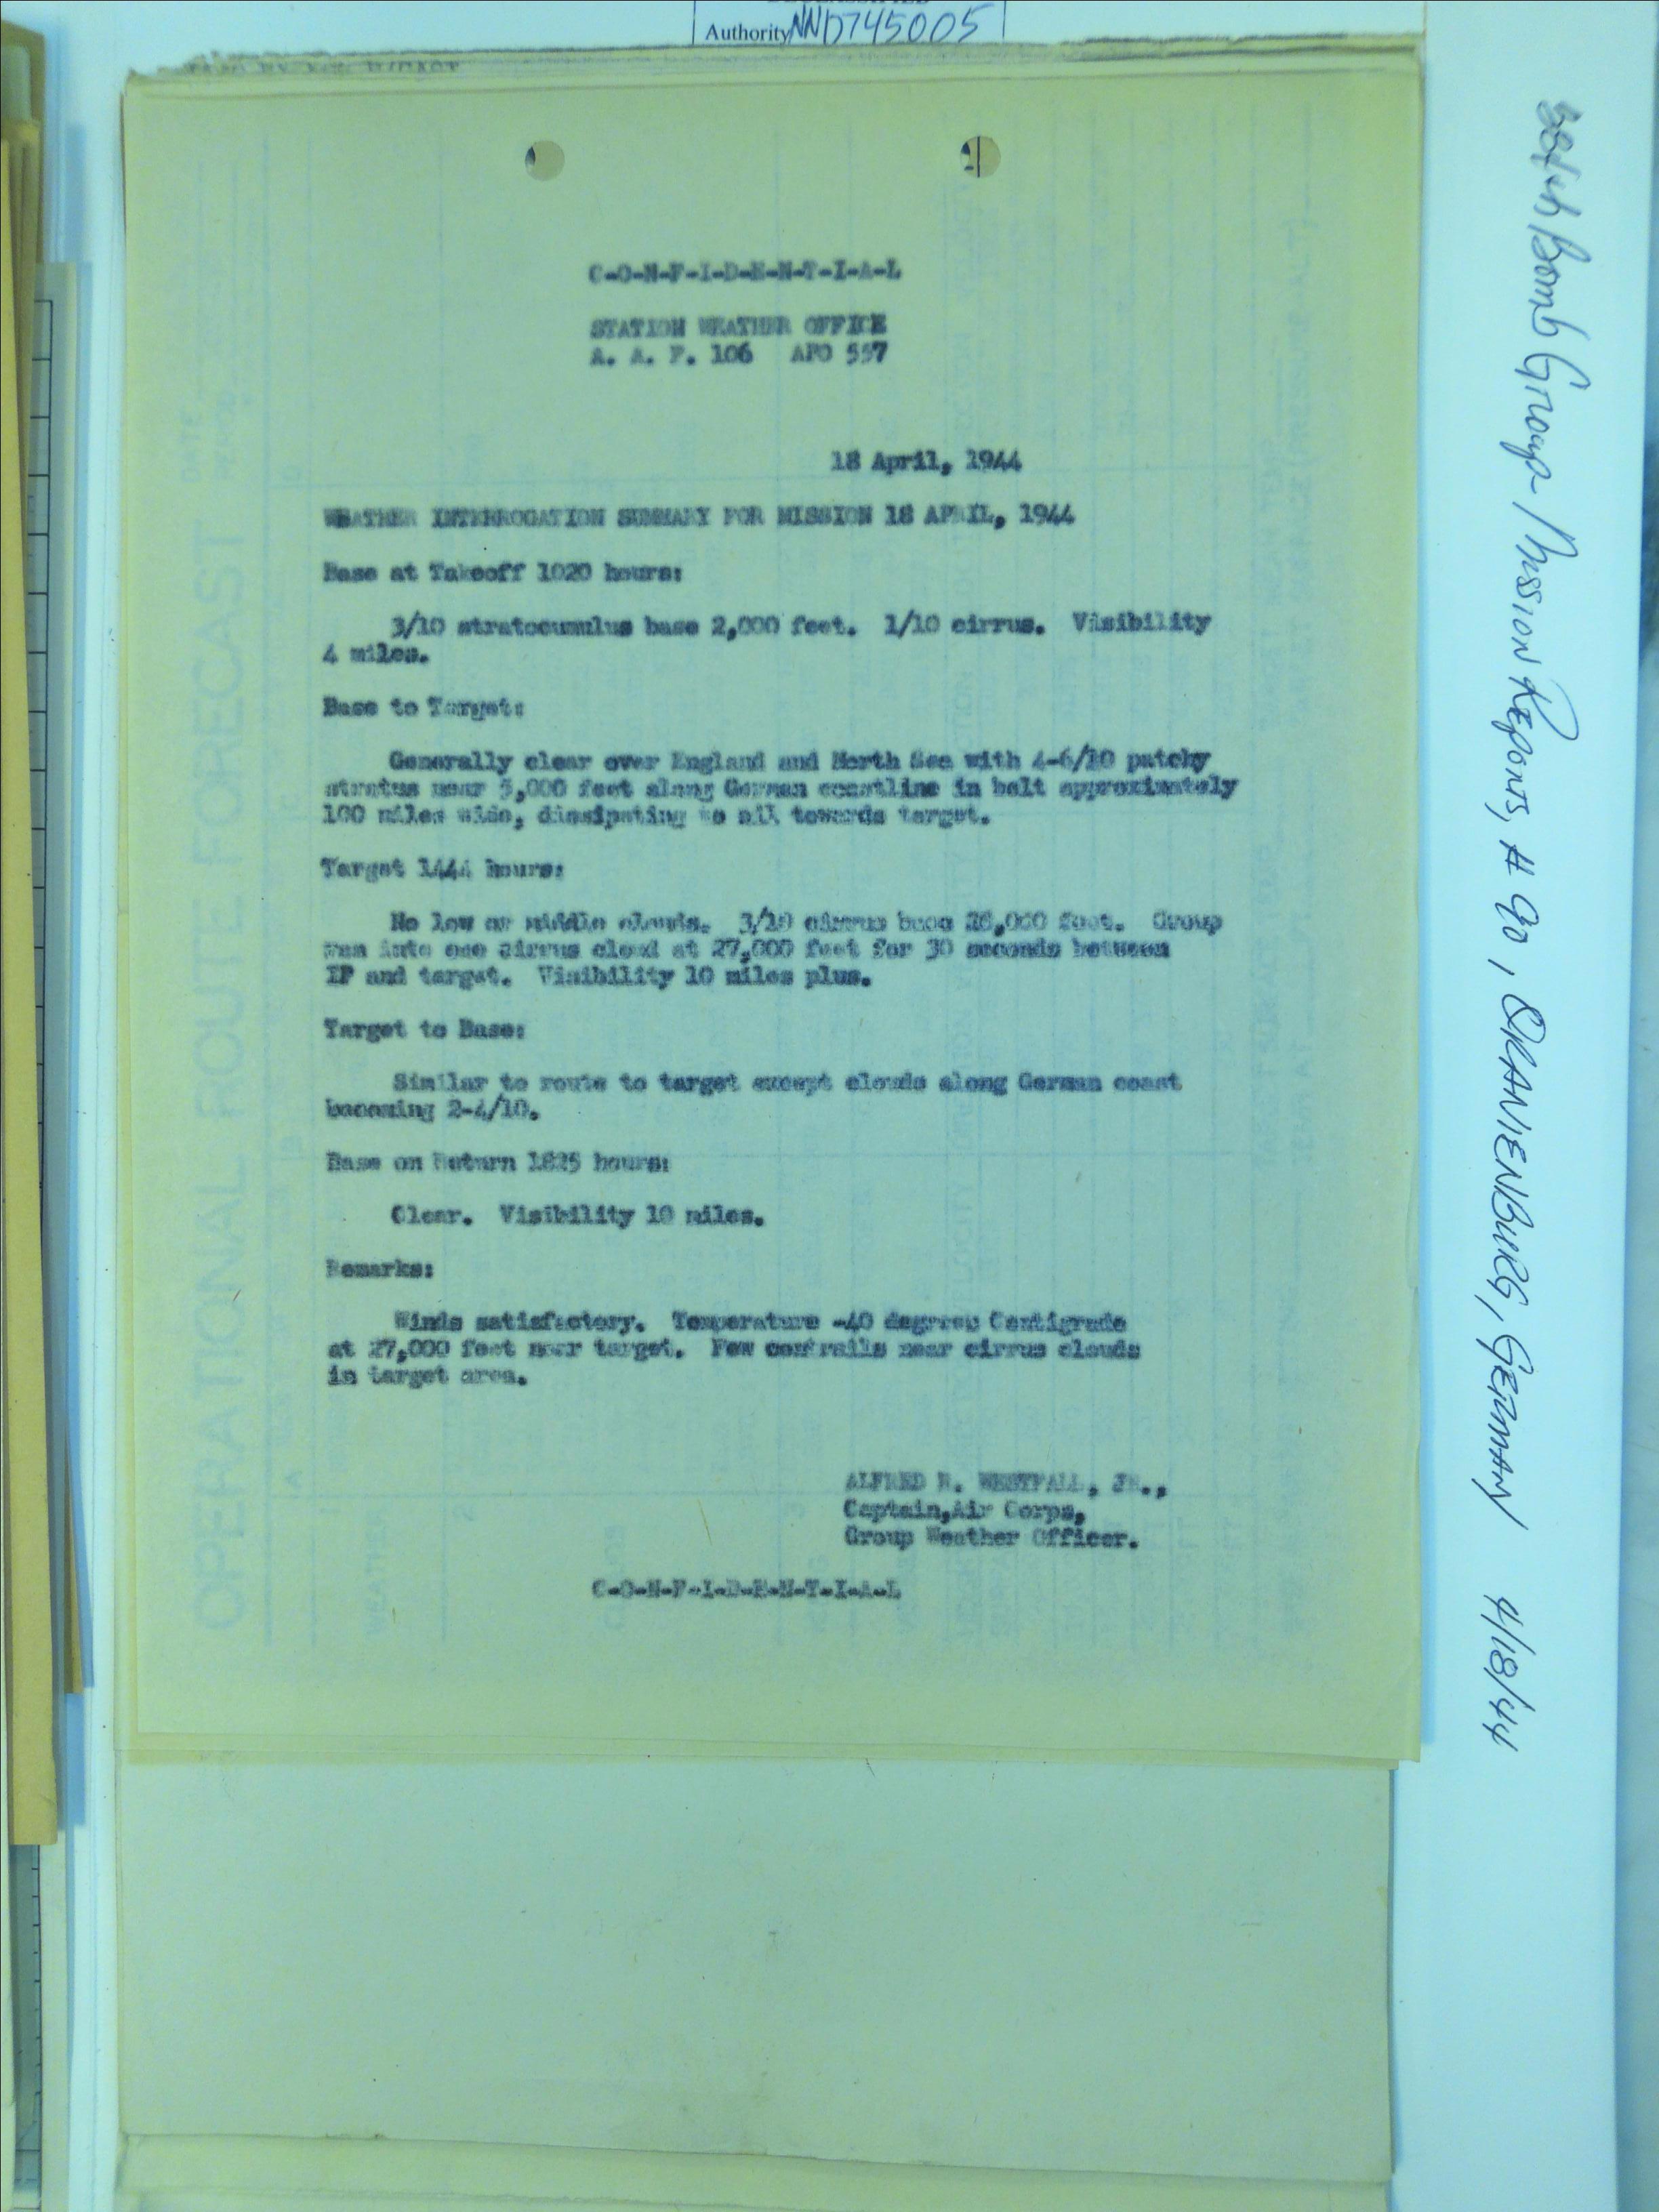 DECLASSIFIED
Authority NND745005
C-O-N-F-I-D-E-N-T-I-A-L
STATION WEATHER OFFICE
A. A. F. 106 APO 557
18 April, 1944
WEATHER INTERROGATION SUMMARY FOR MISSION 18 APRIL, 1944
Base at Takeoff 1020 hours:
3/10 stratocumulus base 2,000 feet. 1/10 cirrus. Visibility
4 miles.
Base to Target:
Generally clear over England and North Sea with 4-6/10 patchy
stratus near 5,000 feet along German coastline in belt approximately
100 miles wide, dissipating to nil towards target.
Target 1444 hours:
No low or middle clouds. 3/10 cirrus base 28,000 feet. Group
was into one cirrus cloud at 27,000 feet for 30 seconds between
IP and target. Visibility 10 miles plus.
Target to Base:
Similar to route to target except clouds along German coast
becoming 2-4/10.
Base on Return 1825 hours:
Clear. Visibility 10 miles.
Remarks:
Winds satisfactory. Temperature -40 degrees Centigrade
at 27,000 feet near target. Few contrails near cirrus clouds
in target area.
ALFRED R. WESTFALL, JR.,
Captain,Air Corps,
Group Weather Officer.
C-O-N-F-I-D-E-N-T-I-A-L
OPERATIONAL ROUTE FORECAST
DATE
WEATHER
Bomb Group - Mission Reports, # 90, ORANIENBURG, GERMANY 4/18/44